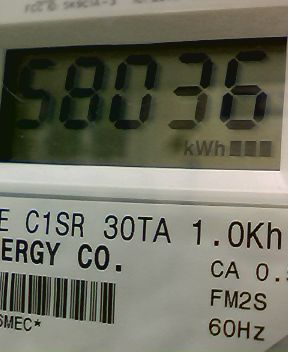 58036
kWh
E C1SR 30TA 1.0Kh
ERGY CO.
CA 0.
FM2S
SMEC*
60Hz